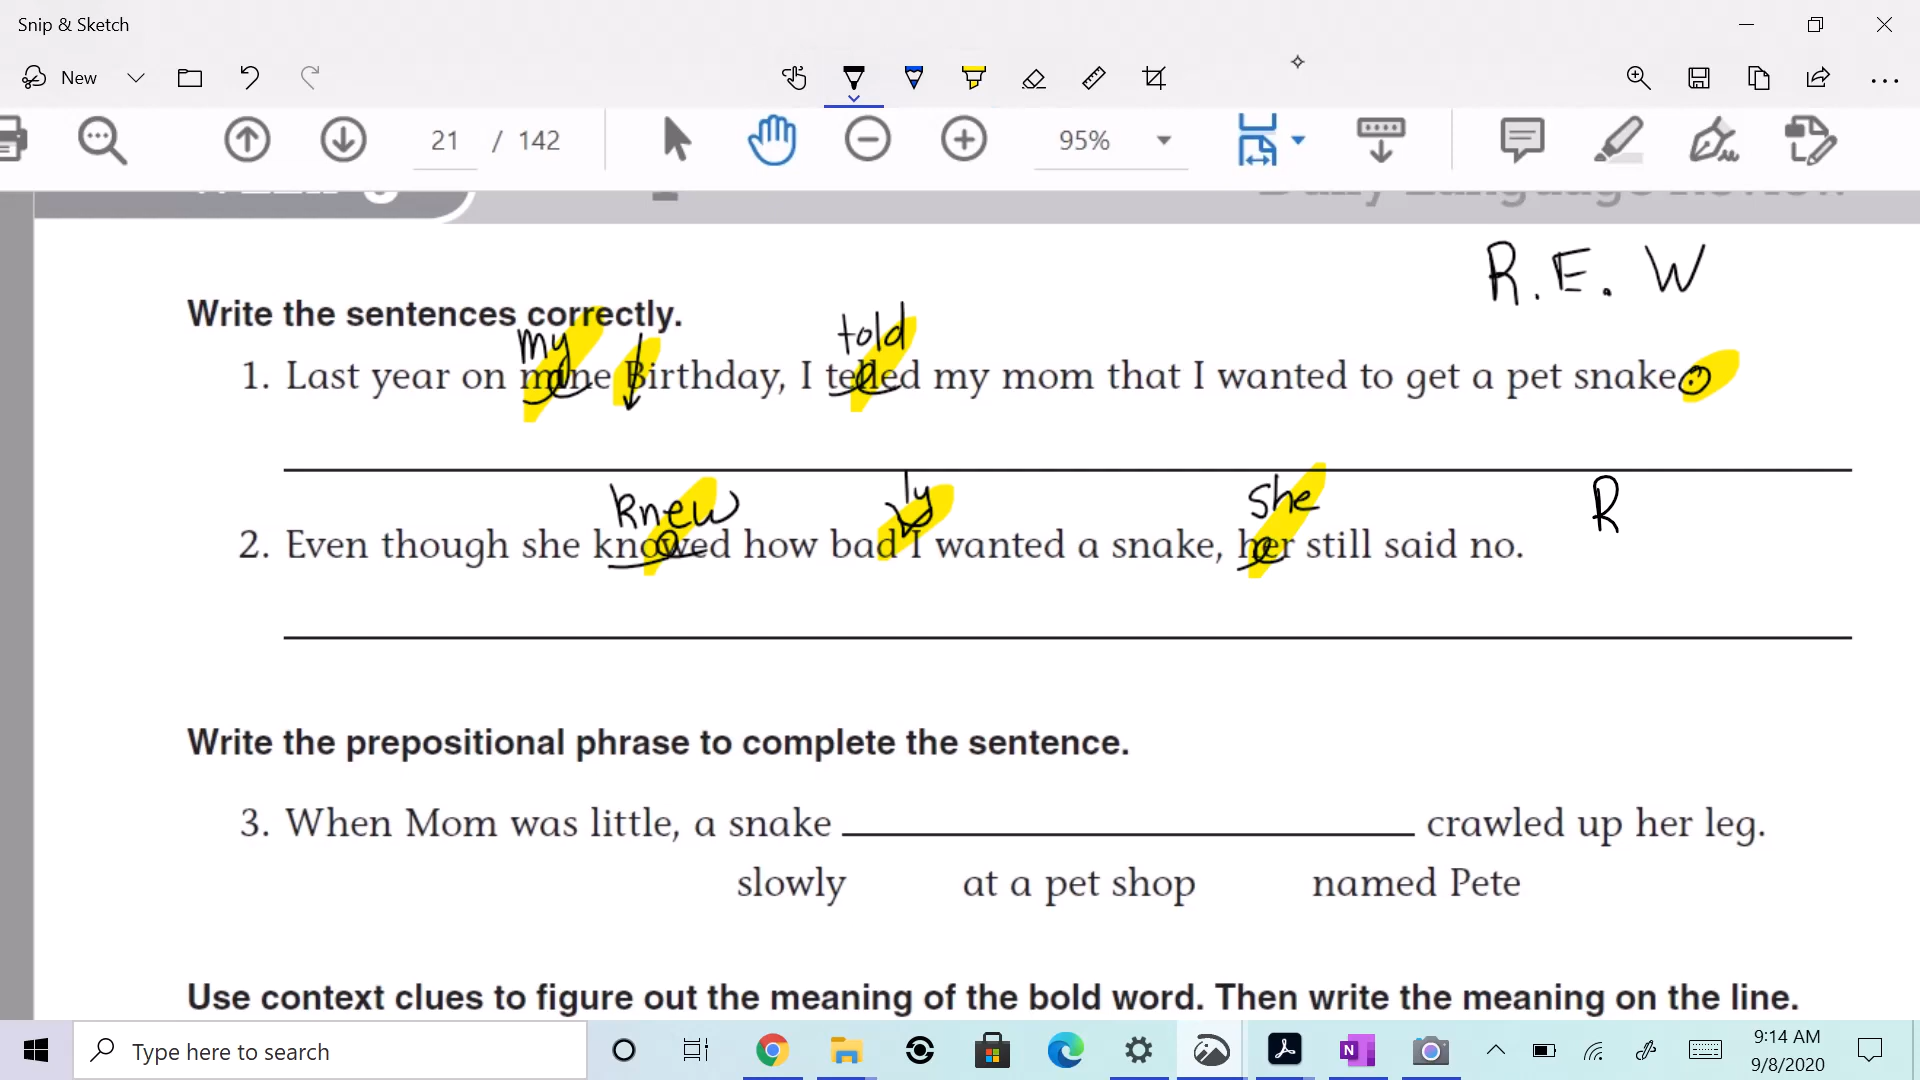 Snip & Sketch
New
21 / 142
95%
Daily Language Review
R. E. W
Write the sentences correctly.
my told
1. Last year on mine Birthday, I telled my mom that I wanted to get a pet snake
knew ly she R
2. Even though she knowed how bad I wanted a snake, her still said no.
Write the prepositional phrase to complete the sentence.
3. When Mom was little, a snake crawled up her leg.
slowly at a pet shop named Pete
Use context clues to figure out the meaning of the bold word. Then write the meaning on the line.
Type here to search
9:14 AM
9/8/2020